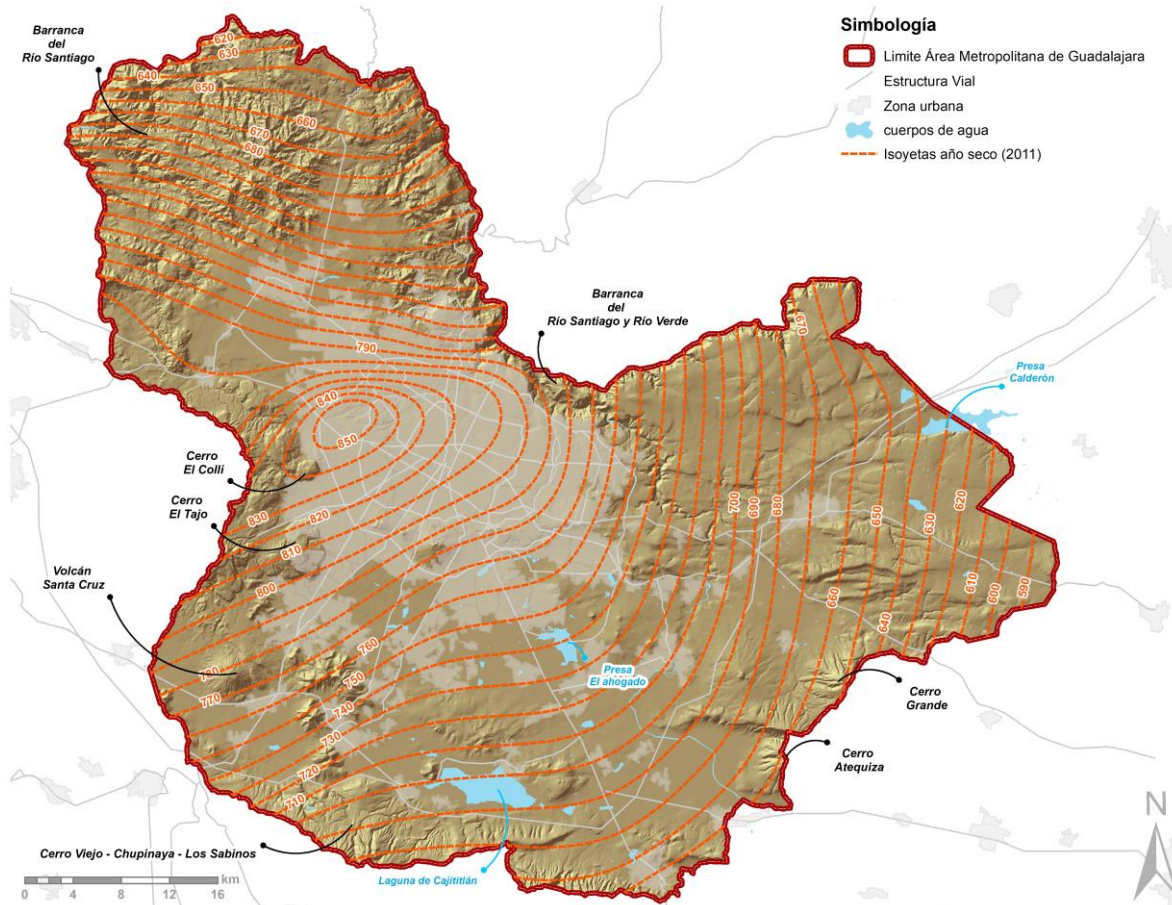 Simbología
Limite Área Metropolitana de Guadalajara
Estructura Vial
Zona urbana
cuerpos de agua
Isoyetas año seco (2011)
Barranca
del
Río Santiago
620
630
640
650
660
670
680
Barranca
del
Río Santiago y Río Verde
670
Presa
Calderón
790
840
850
Cerro
El Colli
Cerro
El Tajo
830
820
810
800
700
690
680
650
630
620
Volcán
Santa Cruz
610
600
590
660
640
760
750
740
730
720
710
770
Presa
El ahogado
Cerro
Grande
Cerro
Atequiza
Cerro Viejo - Chupinaya - Los Sabinos
Laguna de Cajititlán
N
km
0 4 8 12 16